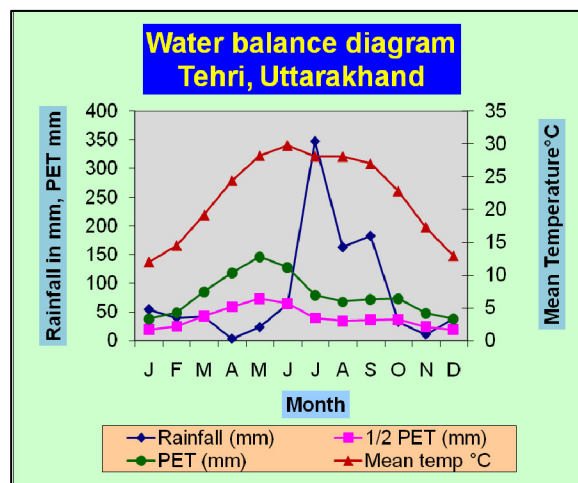 Water balance diagram
Tehri, Uttarakhand
Rainfall in mm, PET mm
400
350
300
250
200
150
100
50
0
35
30
25
20
15
10
5
0
Mean Temperature°C
J F M A M J J A S O N D
Month
Rainfall (mm)
1/2 PET (mm)
PET (mm)
Mean temp °C